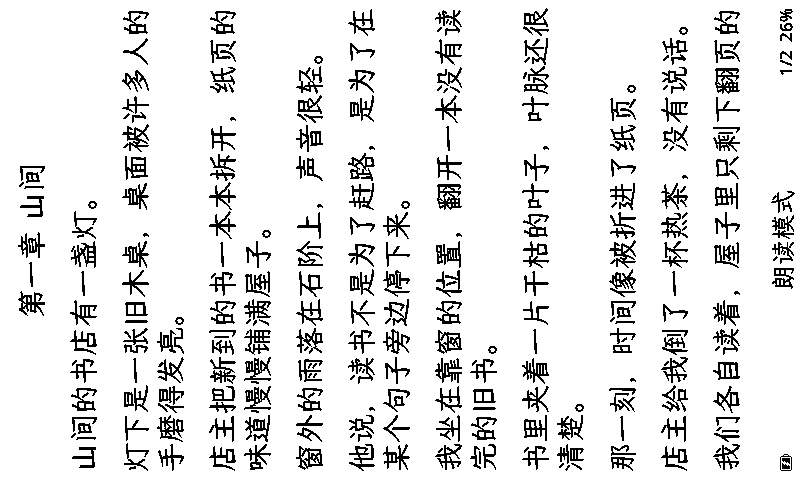 第一章 山间
山间的书店有一盏灯。
灯下是一张旧木桌，桌面被许多人的
手磨得发亮。
店主把新到的书一本本拆开，纸页的
味道慢慢铺满屋子。
窗外的雨落在石阶上，声音很轻。
他说，读书不是为了赶路，是为了在
某个句子旁边停下来。
我坐在靠窗的位置，翻开一本没有读
完的旧书。
书里夹着一片干枯的叶子，叶脉还很
清楚。
那一刻，时间像被折进了纸页。
店主给我倒了一杯热茶，没有说话。
我们各自读着，屋子里只剩下翻页的
朗读模式
1/2 26%